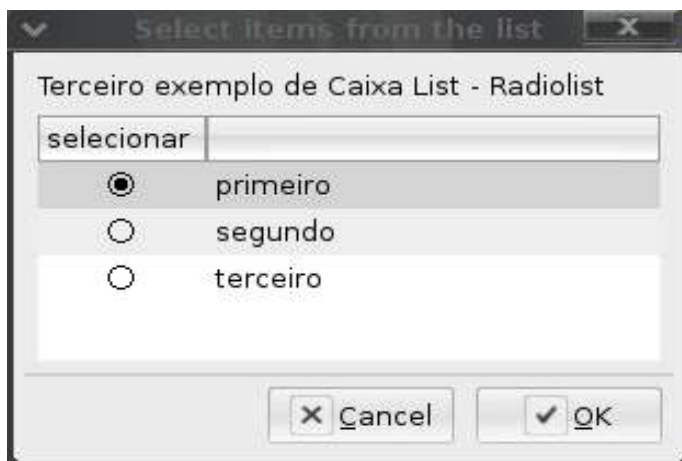 Select items from the list
Terceiro exemplo de Caixa List - Radiolist
selecionar
primeiro
segundo
terceiro
Cancel
OK